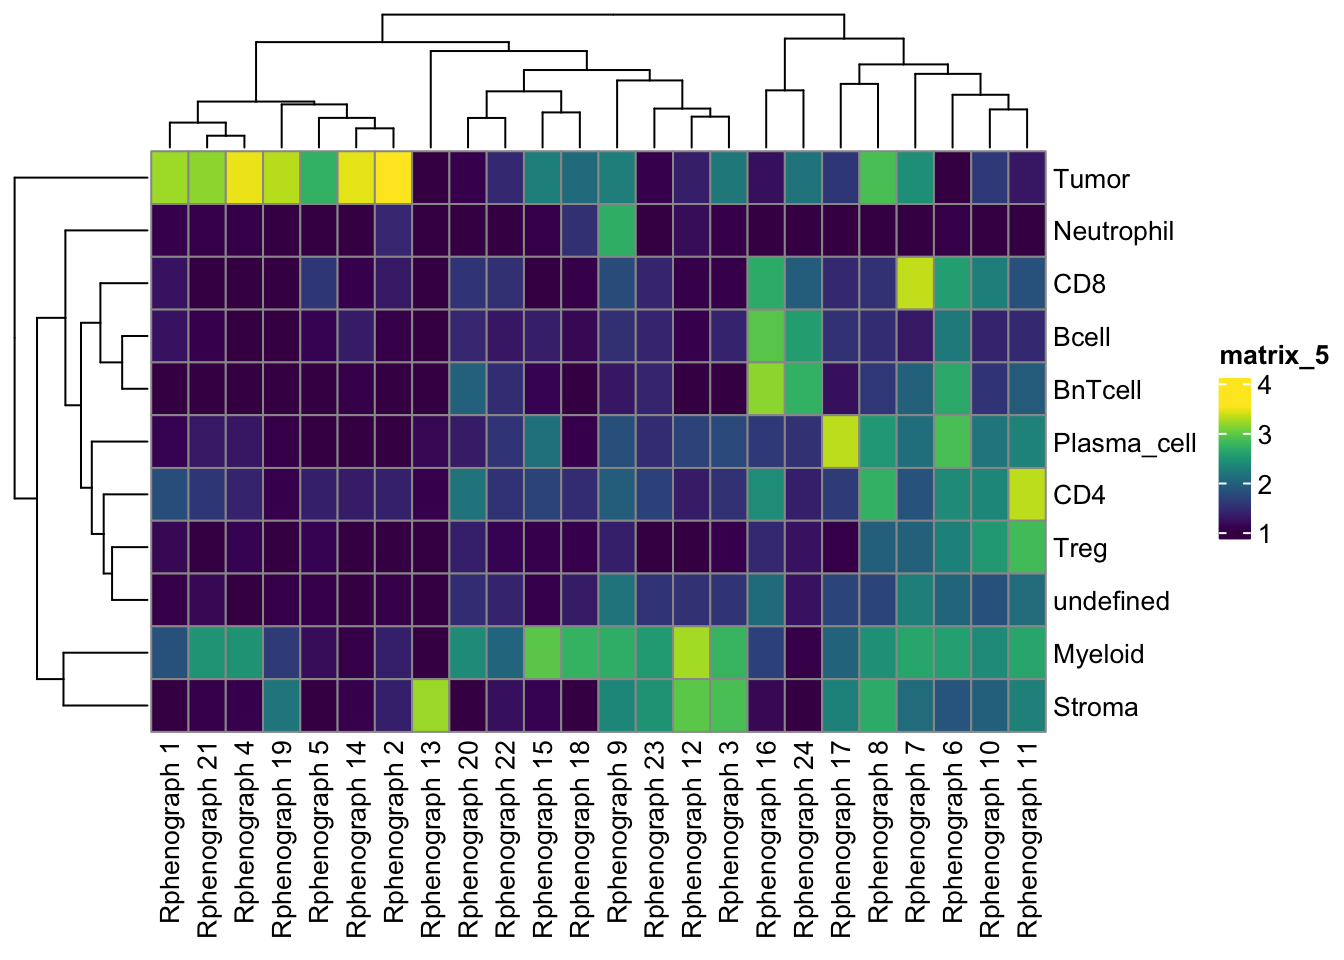 Tumor
Neutrophil
CD8
Bcell
BnTcell
Plasma_cell
CD4
Treg
undefined
Myeloid
Stroma
matrix_5
4
3
2
1
Rphenograph 1
Rphenograph 21
Rphenograph 4
Rphenograph 19
Rphenograph 5
Rphenograph 14
Rphenograph 2
Rphenograph 13
Rphenograph 20
Rphenograph 22
Rphenograph 15
Rphenograph 18
Rphenograph 9
Rphenograph 23
Rphenograph 12
Rphenograph 3
Rphenograph 16
Rphenograph 24
Rphenograph 17
Rphenograph 8
Rphenograph 7
Rphenograph 6
Rphenograph 10
Rphenograph 11